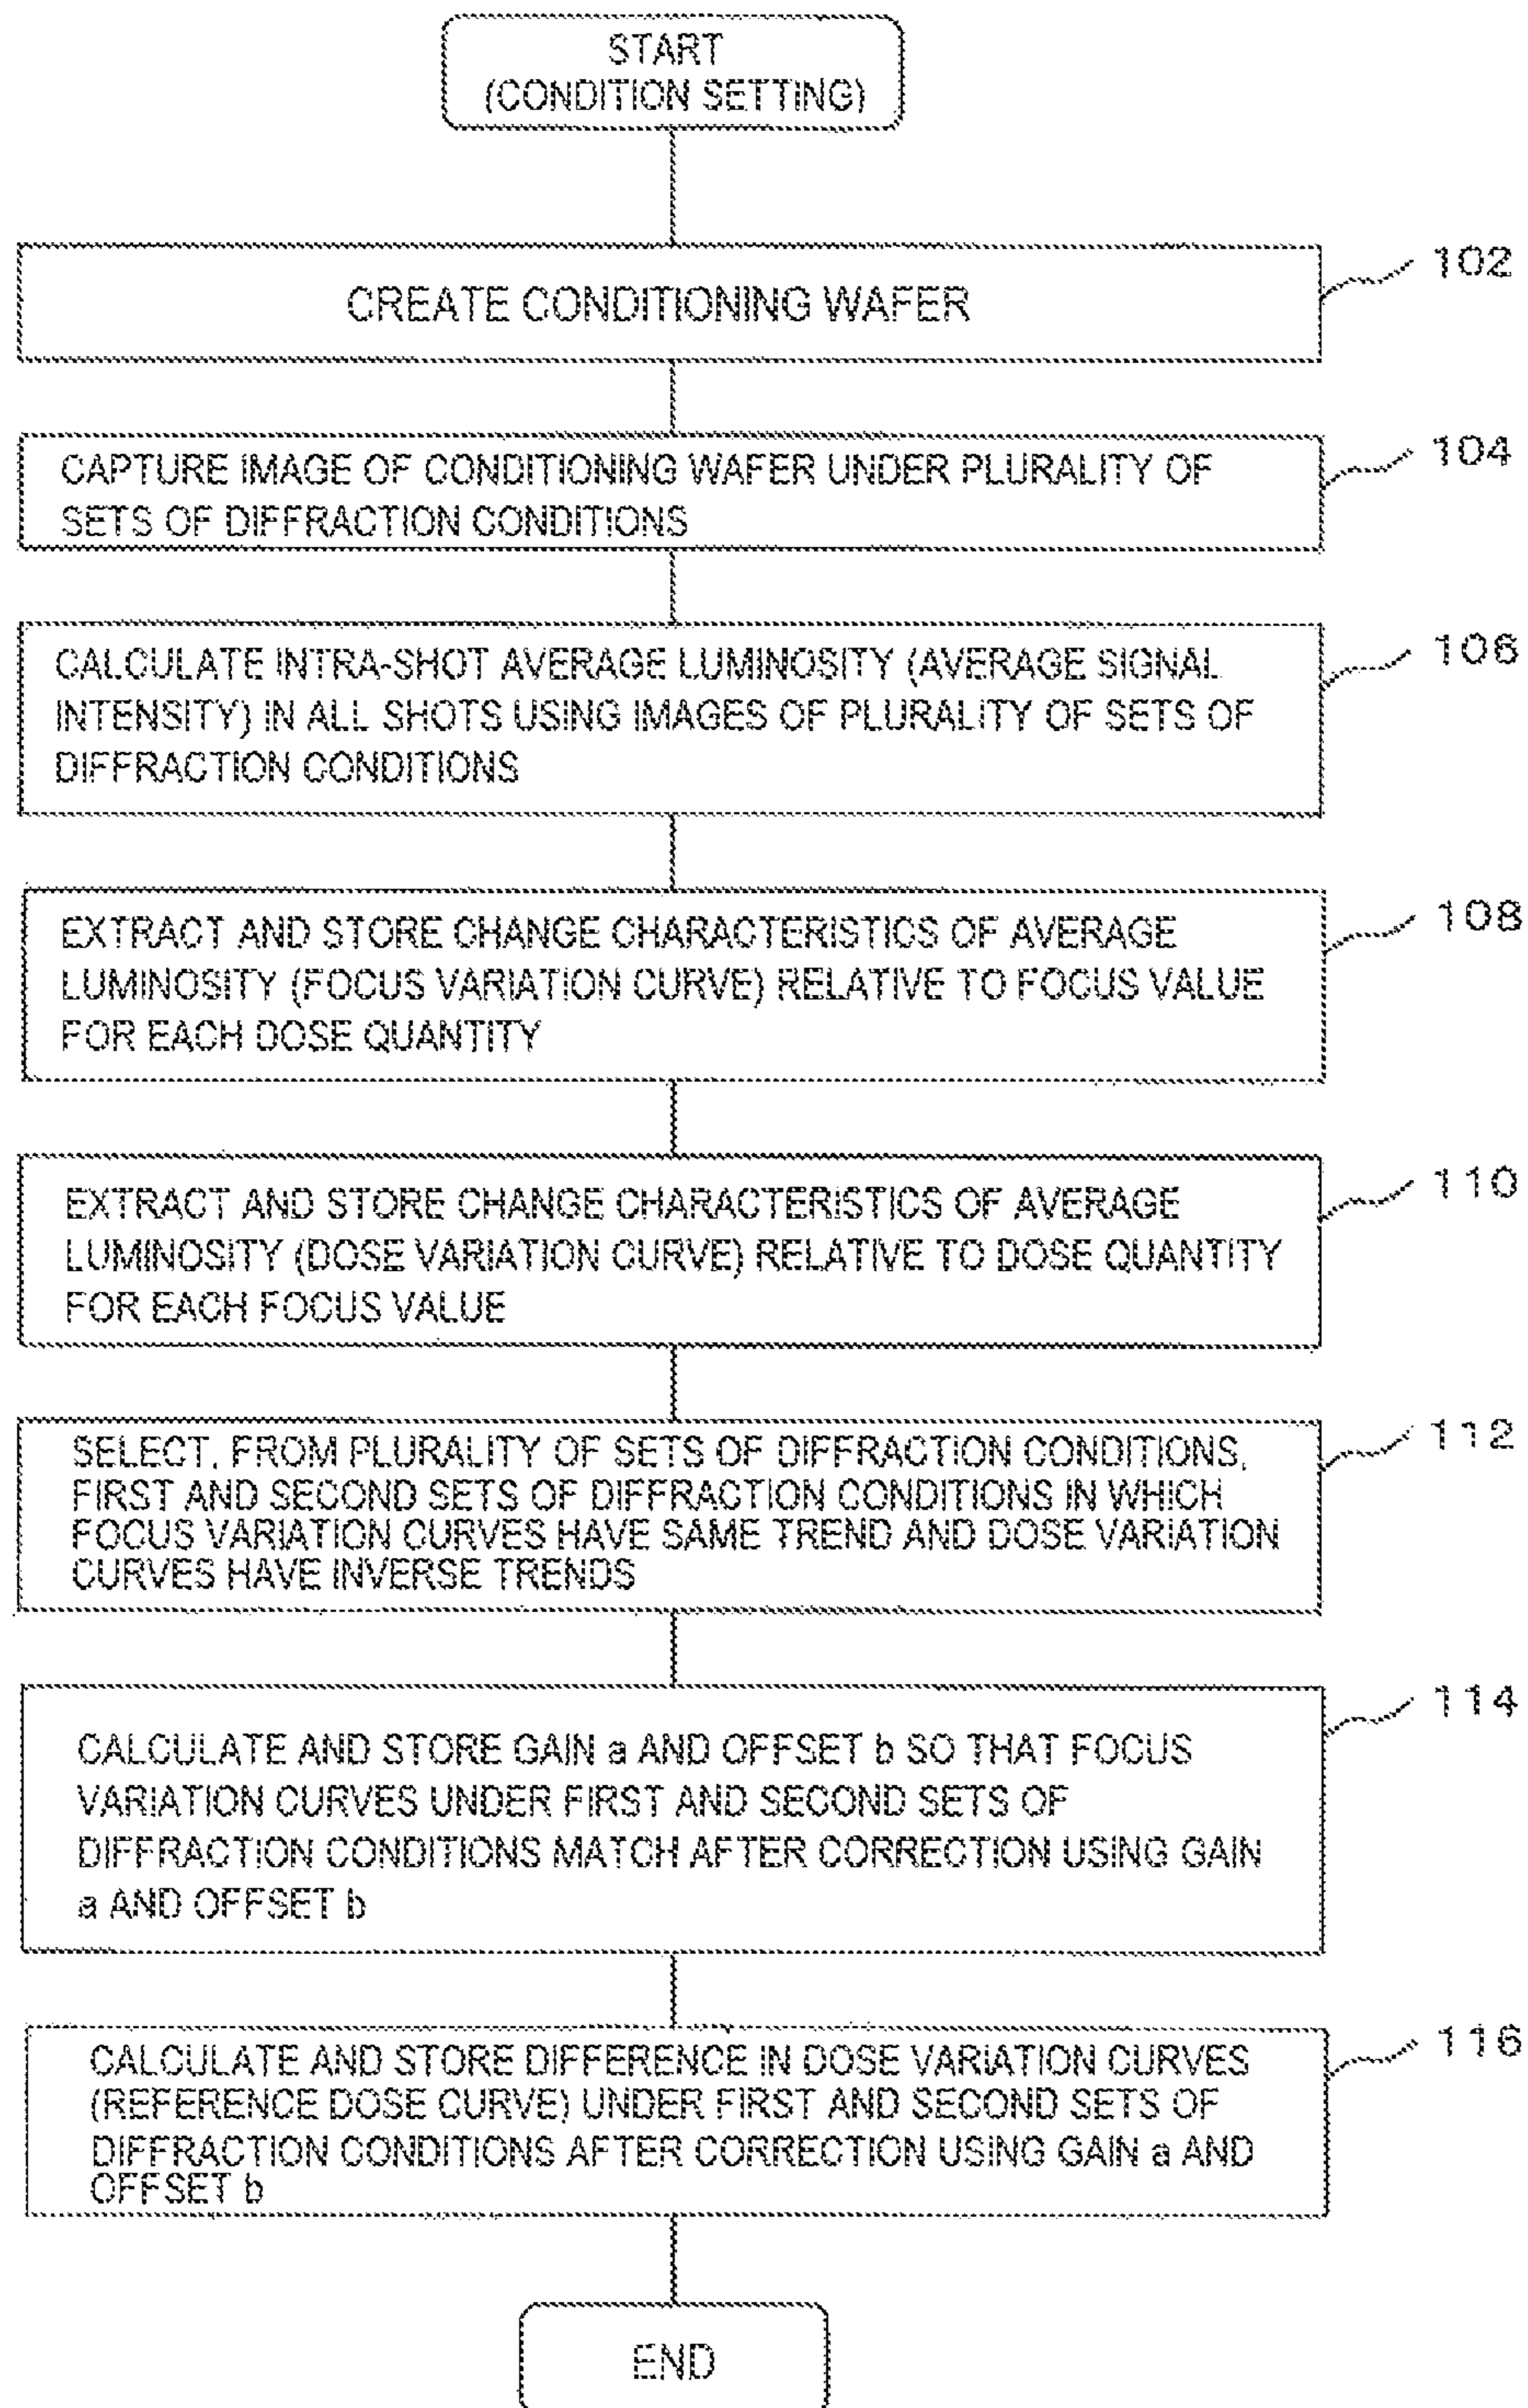 START
(CONDITION SETTING)
CREATE CONDITIONING WAFER
102
CAPTURE IMAGE OF CONDITIONING WAFER UNDER PLURALITY OF
SETS OF DIFFRACTION CONDITIONS
104
CALCULATE INTRA-SHOT AVERAGE LUMINOSITY (AVERAGE SIGNAL
INTENSITY) IN ALL SHOTS USING IMAGES OF PLURALITY OF SETS OF
DIFFRACTION CONDITIONS
106
EXTRACT AND STORE CHANGE CHARACTERISTICS OF AVERAGE
LUMINOSITY (FOCUS VARIATION CURVE) RELATIVE TO FOCUS VALUE
FOR EACH DOSE QUANTITY
108
EXTRACT AND STORE CHANGE CHARACTERISTICS OF AVERAGE
LUMINOSITY (DOSE VARIATION CURVE) RELATIVE TO DOSE QUANTITY
FOR EACH FOCUS VALUE
110
SELECT, FROM PLURALITY OF SETS OF DIFFRACTION CONDITIONS,
FIRST AND SECOND SETS OF DIFFRACTION CONDITIONS IN WHICH
FOCUS VARIATION CURVES HAVE SAME TREND AND DOSE VARIATION
CURVES HAVE INVERSE TRENDS
112
CALCULATE AND STORE GAIN a AND OFFSET b SO THAT FOCUS
VARIATION CURVES UNDER FIRST AND SECOND SETS OF
DIFFRACTION CONDITIONS MATCH AFTER CORRECTION USING GAIN
a AND OFFSET b
114
CALCULATE AND STORE DIFFERENCE IN DOSE VARIATION CURVES
(REFERENCE DOSE CURVE) UNDER FIRST AND SECOND SETS OF
DIFFRACTION CONDITIONS AFTER CORRECTION USING GAIN a AND
OFFSET b
116
END